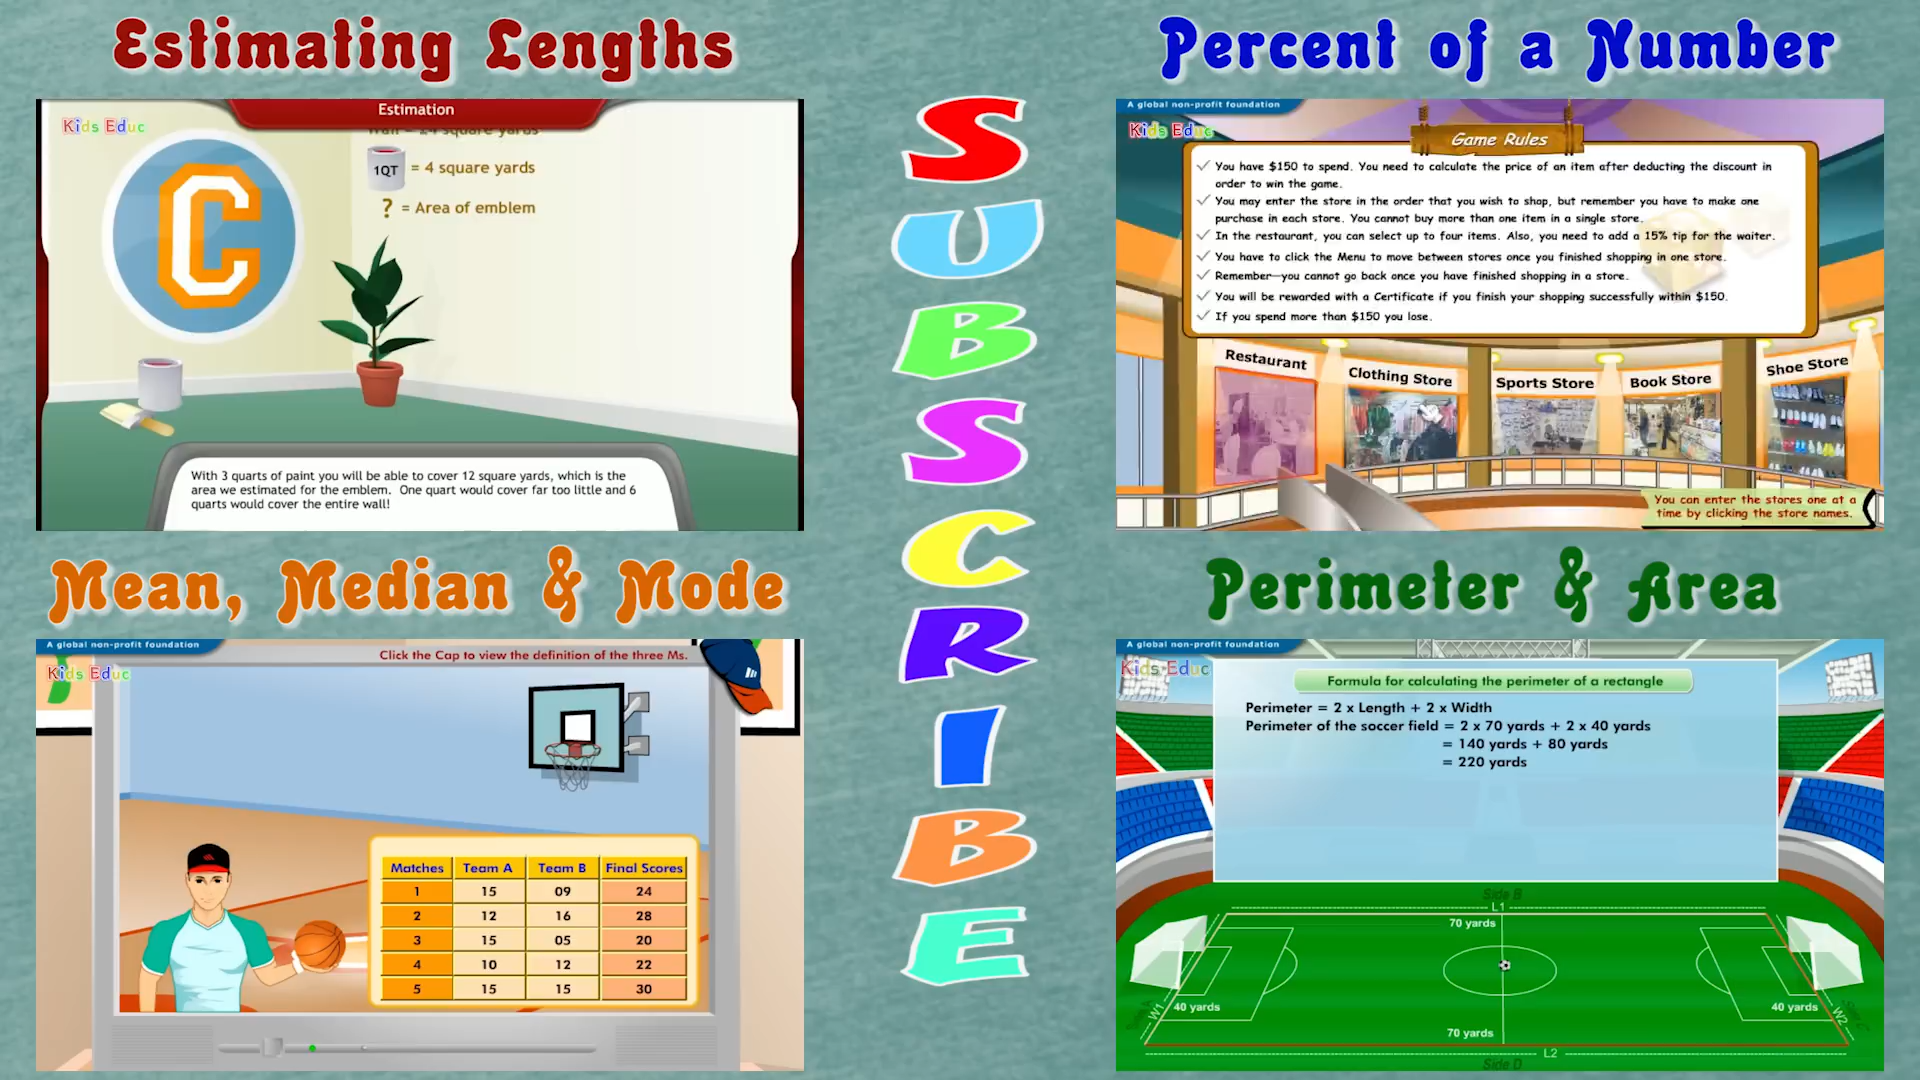 Estimating Lengths
Estimation
Kids Educ
Wall = 24 square yards
1QT = 4 square yards
? = Area of emblem
C
With 3 quarts of paint you will be able to cover 12 square yards, which is the
area we estimated for the emblem. One quart would cover far too little and 6
quarts would cover the entire wall!
Percent of a Number
A global non-profit foundation
Kids Educ
Game Rules
You have $150 to spend. You need to calculate the price of an item after deducting the discount in
order to win the game.
You may enter the store in the order that you wish to shop, but remember you have to make one
purchase in each store. You cannot buy more than one item in a single store.
In the restaurant, you can select up to four items. Also, you need to add a 15% tip for the waiter.
You have to click the Menu to move between stores once you finished shopping in one store.
Remember—you cannot go back once you have finished shopping in a store.
You will be rewarded with a Certificate if you finish your shopping successfully within $150.
If you spend more than $150 you lose.
Restaurant
Clothing Store
Sports Store
Book Store
Shoe Store
You can enter the stores one at a
time by clicking the store names.
SUBSCRIBE
Mean, Median & Mode
A global non-profit foundation
Kids Educ
Click the Cap to view the definition of the three Ms.
Matches Team A Team B Final Scores
1 15 09 24
2 12 16 28
3 15 05 20
4 10 12 22
5 15 15 30
Perimeter & Area
A global non-profit foundation
Kids Educ
Formula for calculating the perimeter of a rectangle
Perimeter = 2 x Length + 2 x Width
Perimeter of the soccer field = 2 x 70 yards + 2 x 40 yards
= 140 yards + 80 yards
= 220 yards
Side B
L1
70 yards
40 yards
40 yards
W1
W2
70 yards
L2
Side D